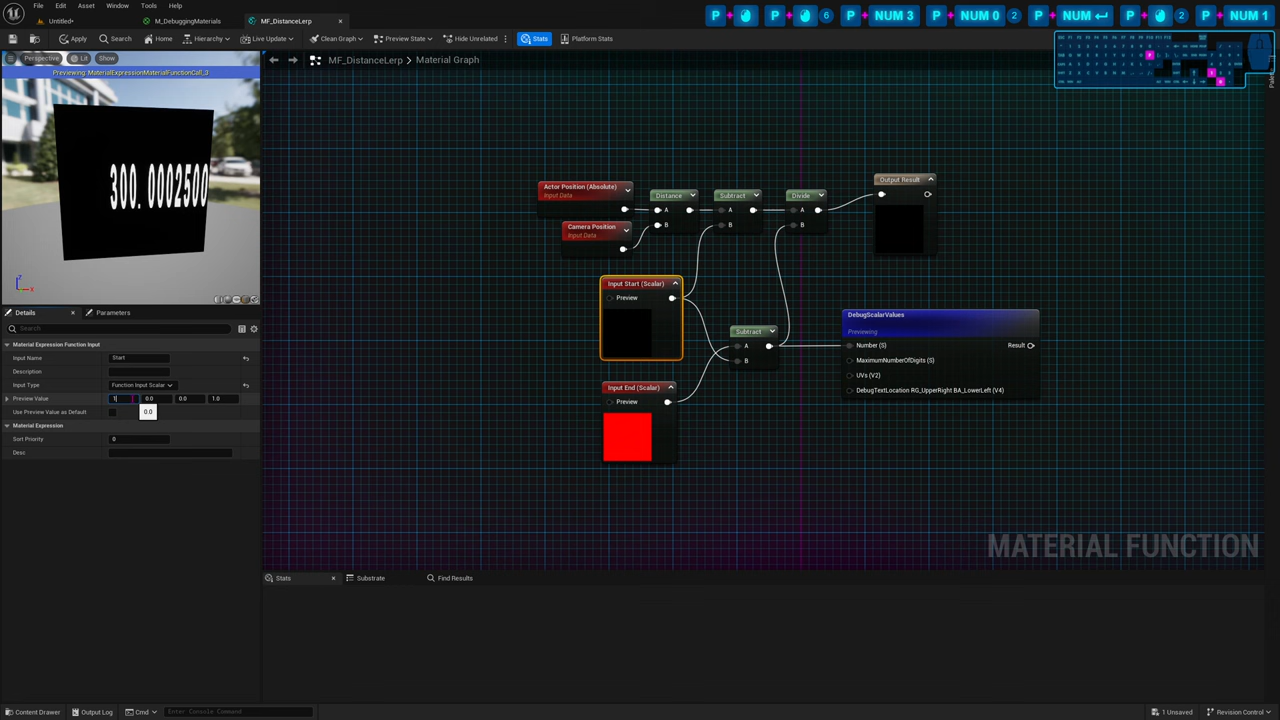 File Edit Asset Window Tools Help
Untitled*
M_DebuggingMaterials
MF_DistanceLerp
P + P + 6 P + NUM 3 P + NUM 0 2 P + NUM P + 2 P + NUM 1
Apply Search Home Hierarchy Live Update Clean Graph Preview State Hide Unrelated Stats Platform Stats
Perspective Lit Show
Previewing: MaterialExpressionMaterialFunctionCall_3
300. 0002500
MF_DistanceLerp > Material Graph
Palette
Actor Position (Absolute)
Input Data
Camera Position
Input Data
Distance
A
B
Subtract
A
B
Divide
A
B
Output Result
Input Start (Scalar)
Preview
Subtract
A
B
Input End (Scalar)
Preview
DebugScalarValues
Previewing
Number (S) Result
MaximumNumberOfDigits (S)
UVs (V2)
DebugTextLocation RG_UpperRight BA_LowerLeft (V4)
MATERIAL FUNCTION
Details
Parameters
Search
Material Expression Function Input
Input Name Start
Description
Input Type Function Input Scalar
Preview Value 1 0.0 0.0 1.0
Use Preview Value as Default
0.0
Material Expression
Sort Priority 0
Desc
Stats
Substrate
Find Results
Content Drawer Output Log Cmd Enter Console Command
1 Unsaved Revision Control